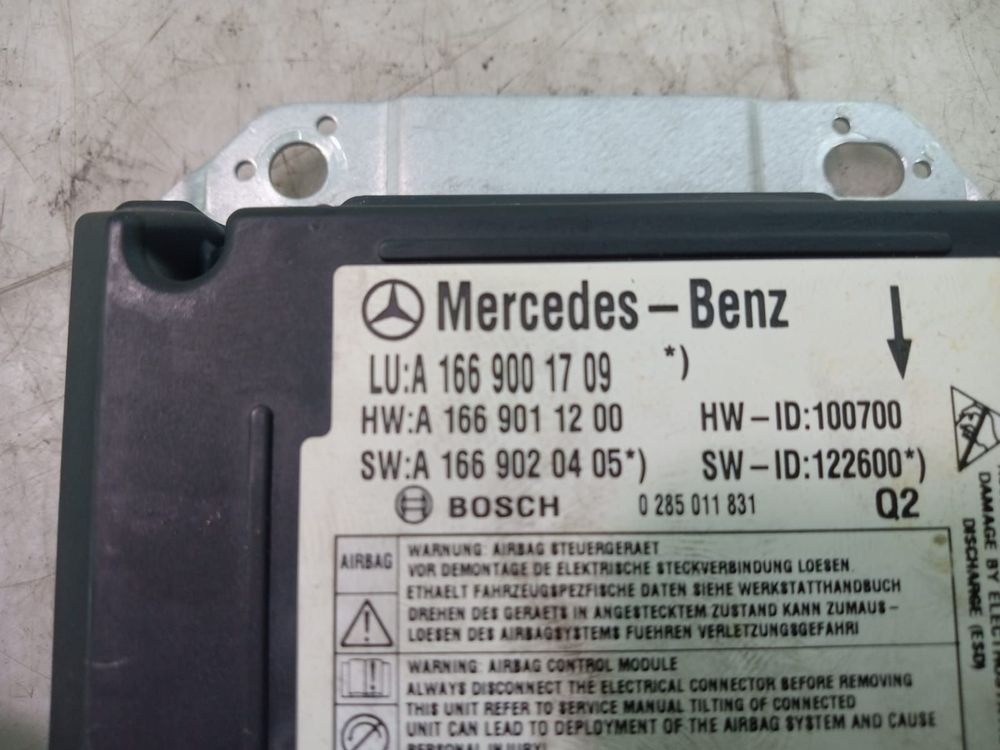 Mercedes-Benz
LU:A 166 900 17 09 *)
HW:A 166 901 12 00 HW-ID:100700
SW:A 166 902 04 05*) SW-ID:122600*)
BOSCH 0 285 011 831 Q2
AIRBAG
WARNUNG: AIRBAG STEUERGERAET
VOR DEMONTAGE DE ELEKTRISCHE STECKVERBINDUNG LOESEN.
ETHAELT FAHRZEUGSPEZFISCHE DATEN SIEHE WERKSTATTHANDBUCH
DREHEN DES GERAETS IN ANGESTECKTEM ZUSTAND KANN ZUMAUS-
LOESEN DES AIRBAGSYSTEMS FUEHREN VERLETZUNGSGEFAHR!
WARNING: AIRBAG CONTROL MODULE
ALWAYS DISCONNECT THE ELECTRICAL CONNECTOR BEFORE REMOVING
THIS UNIT REFER TO SERVICE MANUAL TILTING OF CONNECTED
UNIT CAN LEAD TO DEPLOYMENT OF THE AIRBAG SYSTEM AND CAUSE
PERSONAL INJURY!
DAMAGE BY
DISCHARGE (ESD)